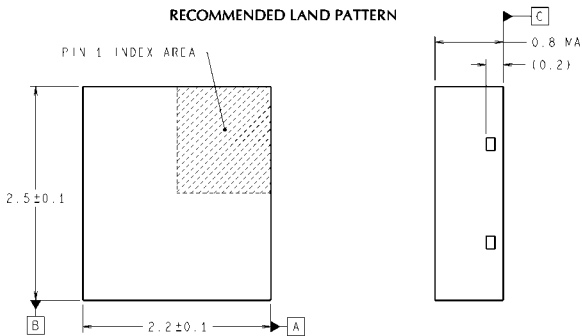 RECOMMENDED LAND PATTERN
C
0.8 MA
PIN 1 INDEX AREA
(0.2)
2.5±0.1
B
2.2±0.1
A